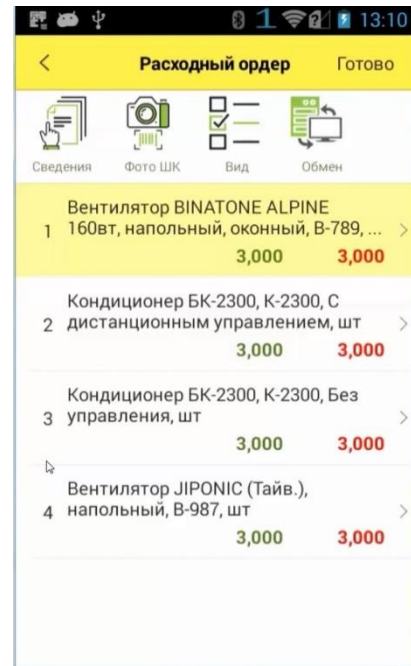 1 13:10
< Расходный ордер Готово
Сведения Фото ШК Вид Обмен
Вентилятор BINATONE ALPINE
1 160вт, напольный, оконный, В-789, ...
3,000 3,000
Кондиционер БК-2300, К-2300, С
2 дистанционным управлением, шт
3,000 3,000
Кондиционер БК-2300, К-2300, Без
3 управления, шт
3,000 3,000
Вентилятор JIPONIC (Тайв.),
4 напольный, В-987, шт
3,000 3,000